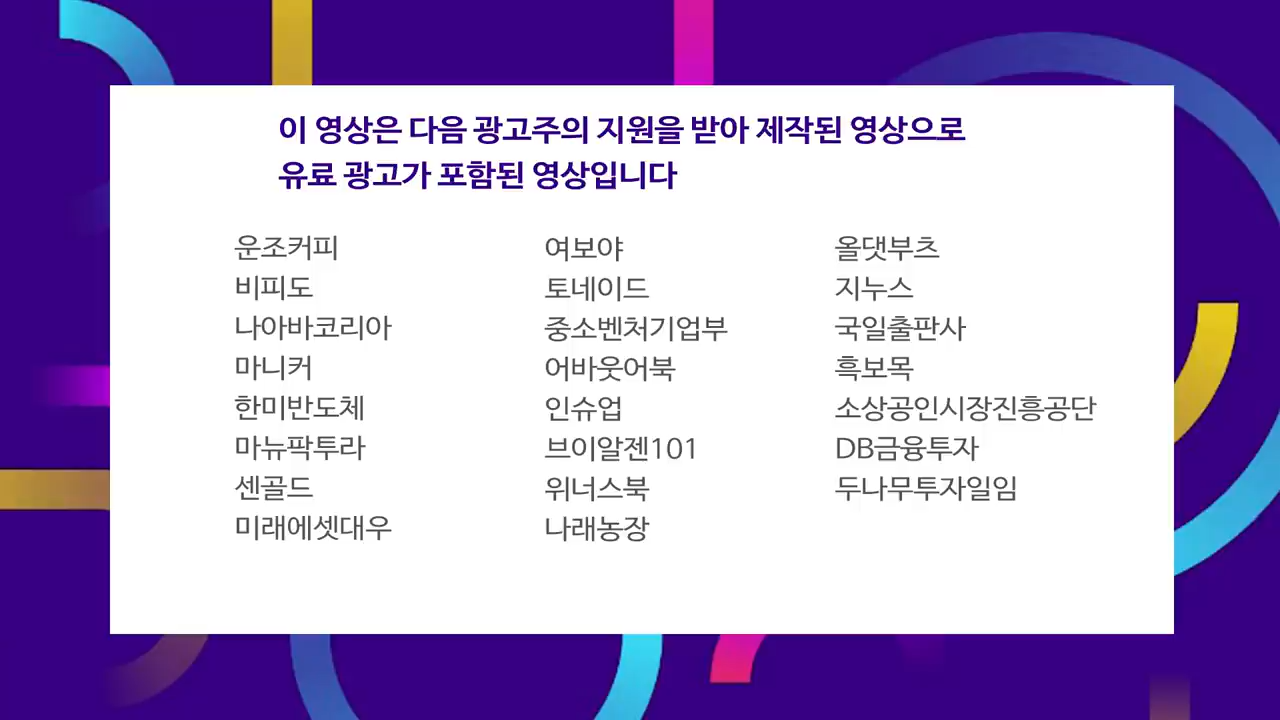 이 영상은 다음 광고주의 지원을 받아 제작된 영상으로
유료 광고가 포함된 영상입니다
운조커피
비피도
나아바코리아
마니커
한미반도체
마뉴팍투라
센골드
미래에셋대우
여보야
토네이드
중소벤처기업부
어바웃어북
인슈업
브이알젠101
위너스북
나래농장
올댓부츠
지누스
국일출판사
흑보목
소상공인시장진흥공단
DB금융투자
두나무투자일임